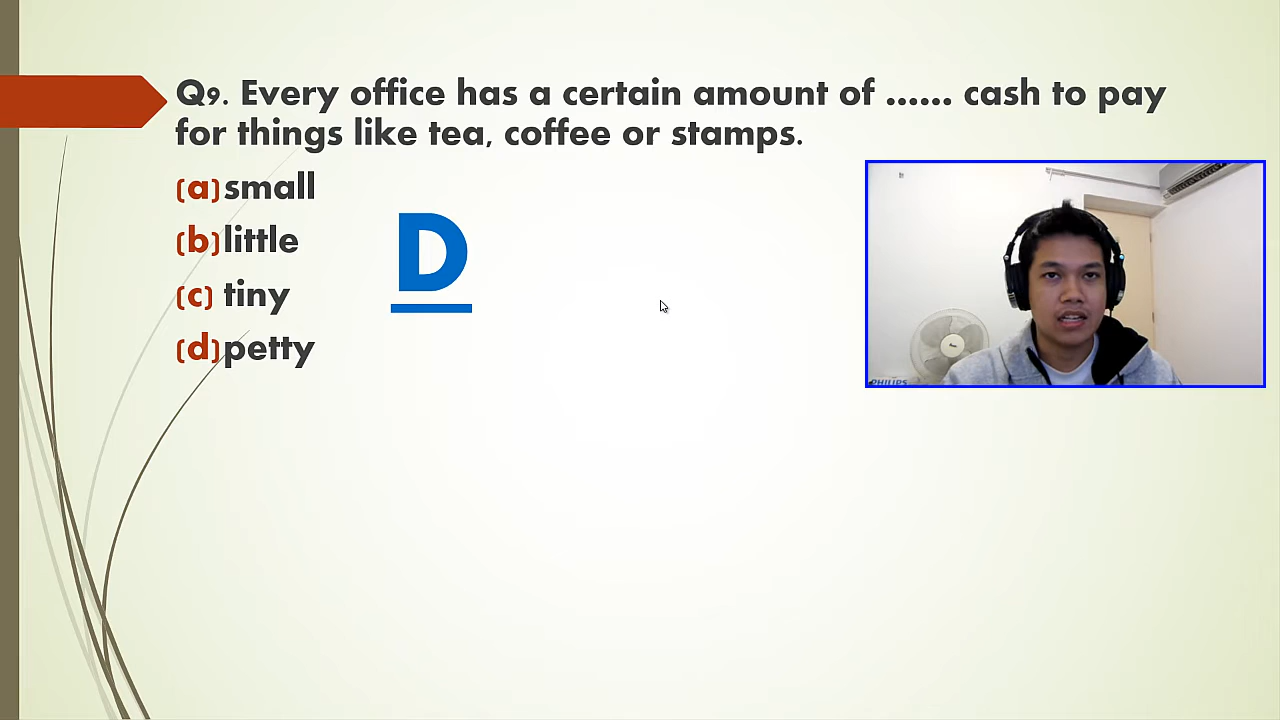 Q9. Every office has a certain amount of ...... cash to pay
for things like tea, coffee or stamps.
(a) small
(b) little
(c) tiny
(d) petty
D
PHILIPS